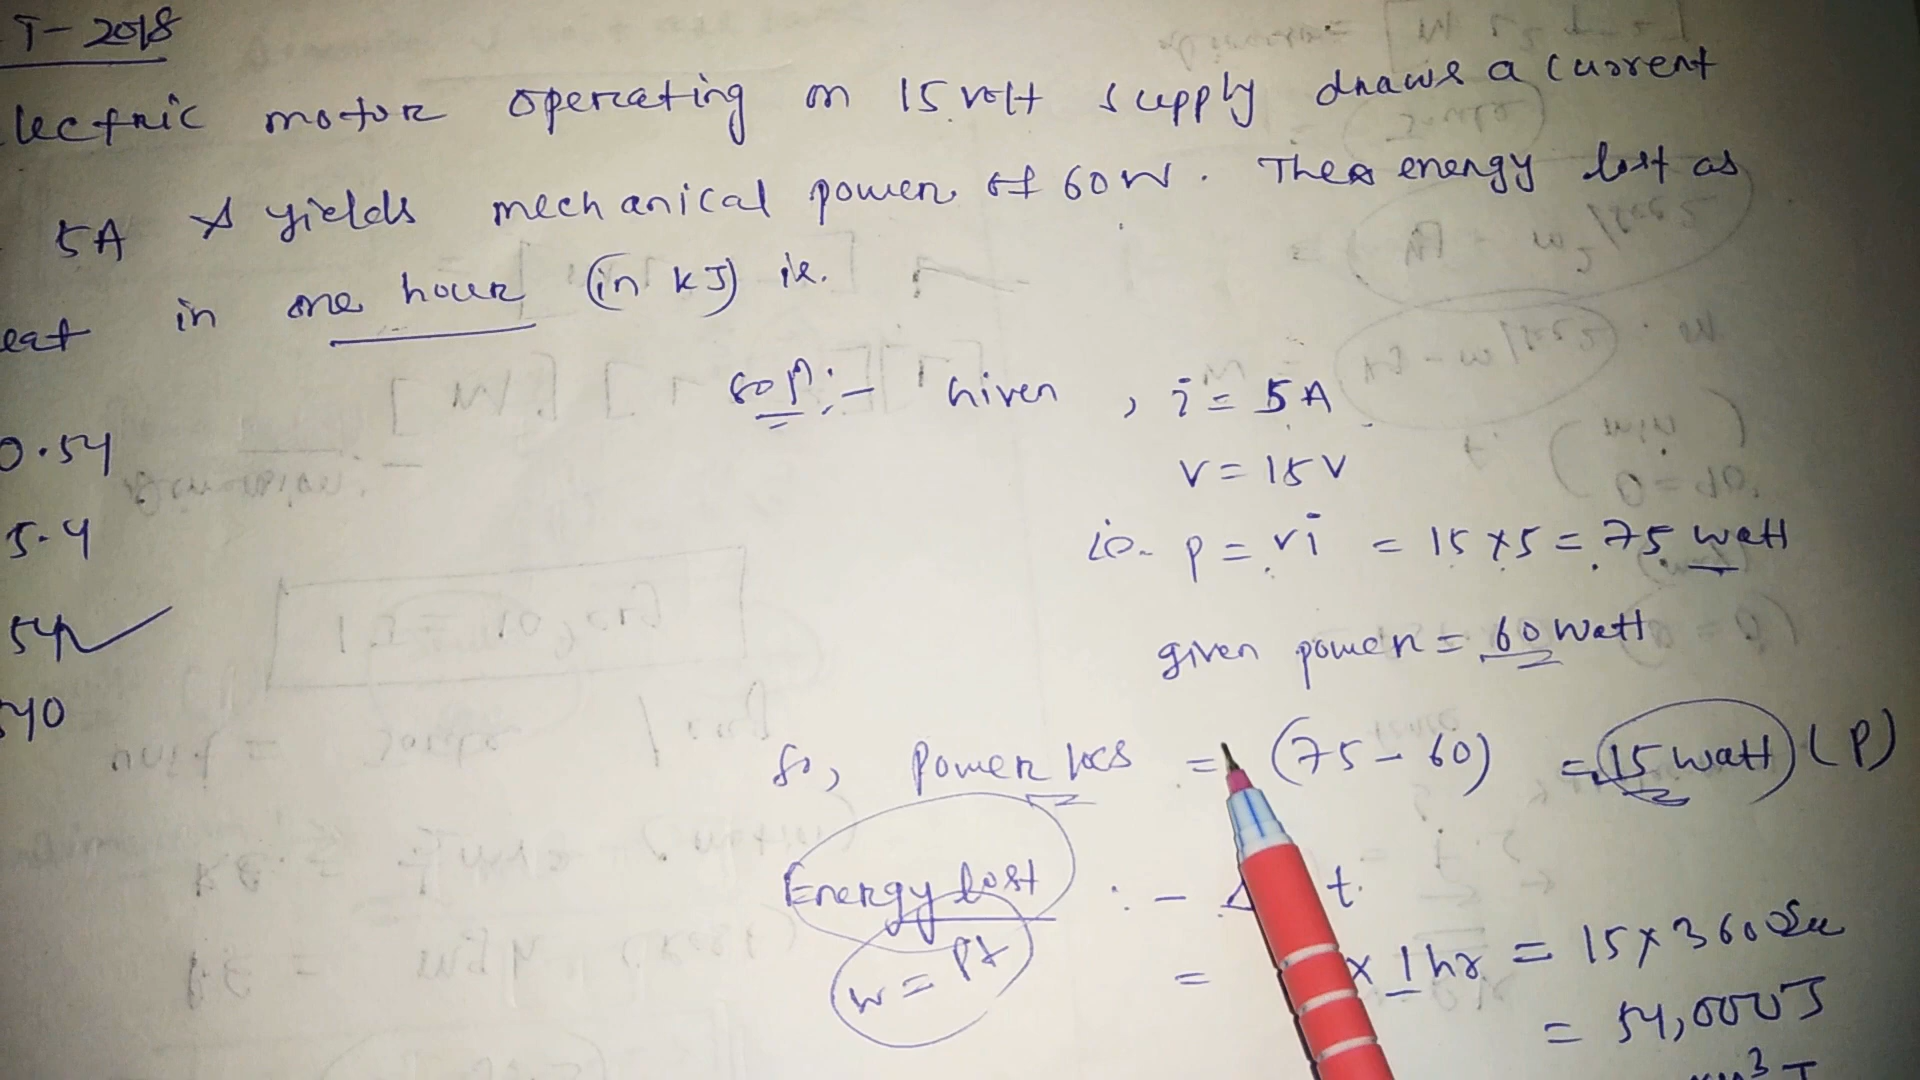 T-2018
lectric motor operating on 15 volt supply draws a current
5A & yields mechanical power of 60W. The energy lost as
eat in one hour (in kJ) is.
sol:- Given, i = 5A
0.54
V = 15V
5.4
P = Vi = 15 x 5 = 75 watt
54 ✓
given power = 60 watt
540
So, Power loss = (75 - 60) = 15 watt (P)
Energy lost :- t.
W = Pt
= x 1 hr = 15 x 3600 Sec
= 54,000 J